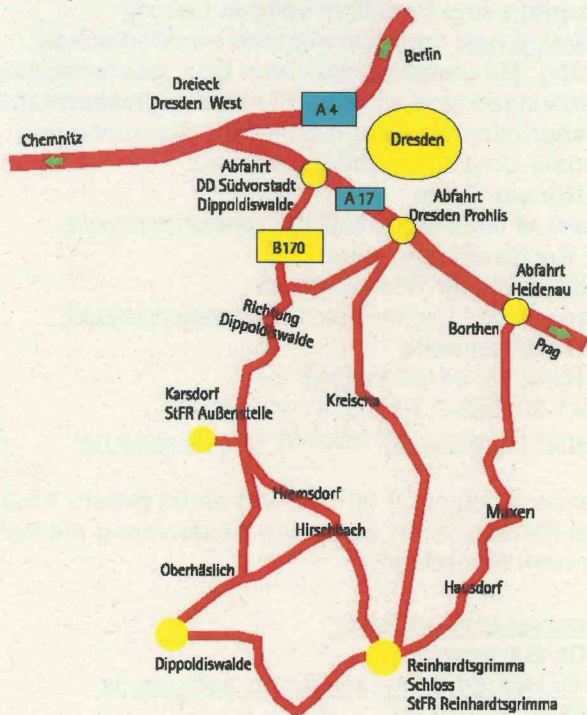 Berlin
Dreieck
Dresden West
A 4
Chemnitz
Dresden
Abfahrt
DD Südvorstadt
Dippoldiswalde
A 17
Abfahrt
Dresden Prohlis
B170
Abfahrt
Heidenau
Borthen
Prag
Richtung
Dippoldiswalde
Karsdorf
StFR Außenstelle
Kreischa
Hiemsdorf
Hirschbach
Maxen
Oberhäslich
Hausdorf
Dippoldiswalde
Reinhardtsgrimma
Schloss
StFR Reinhardtsgrimma